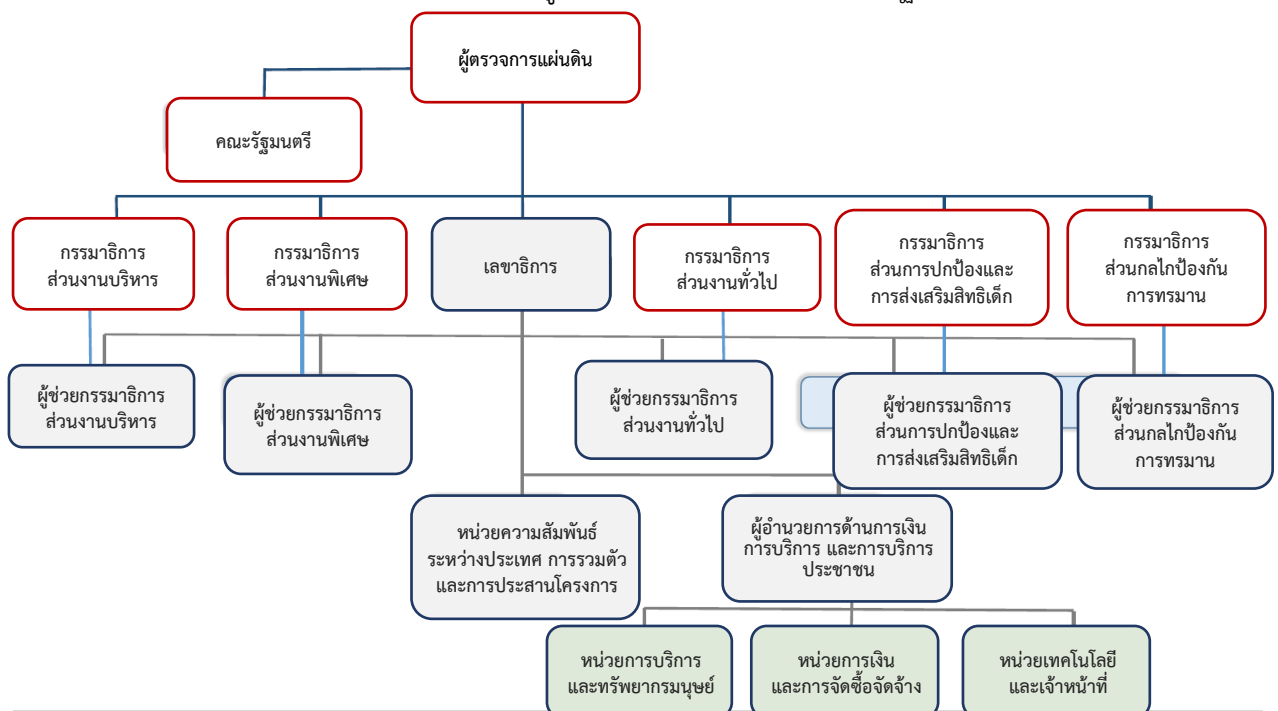 ผู้ตรวจการแผ่นดิน
คณะรัฐมนตรี
กรรมาธิการ
ส่วนงานบริหาร
กรรมาธิการ
ส่วนงานพิเศษ
เลขาธิการ
กรรมาธิการ
ส่วนงานทั่วไป
กรรมาธิการ
ส่วนการปกป้องและ
การส่งเสริมสิทธิเด็ก
กรรมาธิการ
ส่วนกลไกป้องกัน
การทรมาน
ผู้ช่วยกรรมาธิการ
ส่วนงานบริหาร
ผู้ช่วยกรรมาธิการ
ส่วนงานพิเศษ
ผู้ช่วยกรรมาธิการ
ส่วนงานทั่วไป
ผู้ช่วยกรรมาธิการ
ส่วนการปกป้องและ
การส่งเสริมสิทธิเด็ก
ผู้ช่วยกรรมาธิการ
ส่วนกลไกป้องกัน
การทรมาน
หน่วยความสัมพันธ์
ระหว่างประเทศ การรวมตัว
และการประสานโครงการ
ผู้อำนวยการด้านการเงิน
การบริการ และการบริการ
ประชาชน
หน่วยการบริการ
และทรัพยากรมนุษย์
หน่วยการเงิน
และการจัดซื้อจัดจ้าง
หน่วยเทคโนโลยี
และเจ้าหน้าที่